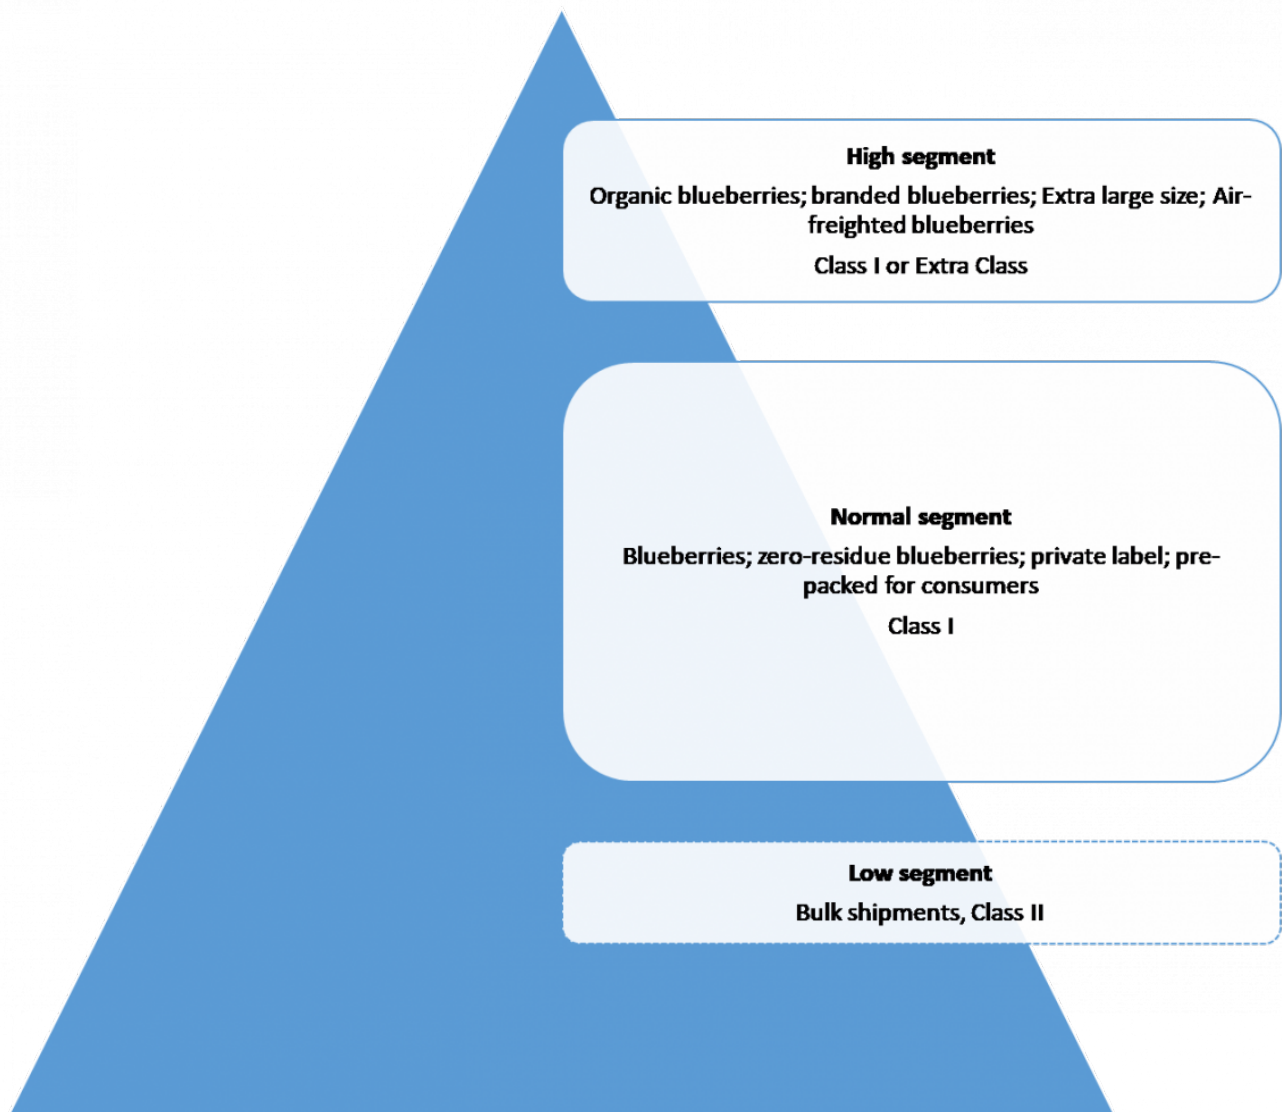 High segment
Organic blueberries; branded blueberries; Extra large size; Air-
freighted blueberries
Class I or Extra Class
Normal segment
Blueberries; zero-residue blueberries; private label; pre-
packed for consumers
Class I
Low segment
Bulk shipments, Class II